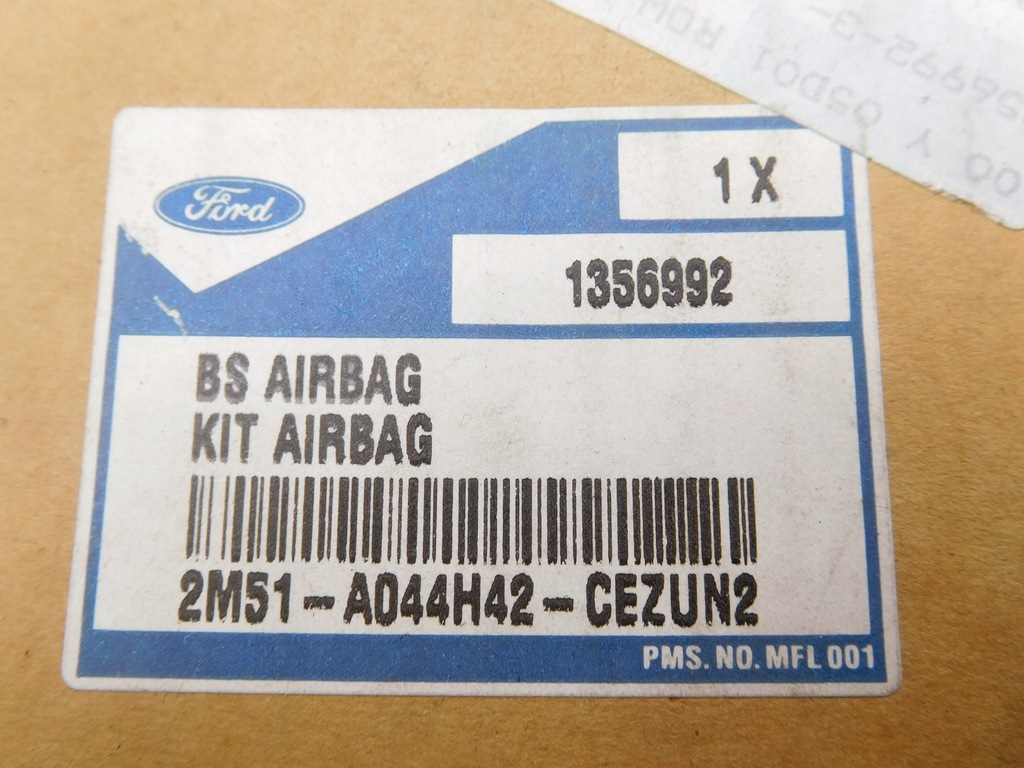 Ford
1 X
1356992
BS AIRBAG
KIT AIRBAG
2M51-A044H42-CEZUN2
PMS. NO. MFL 001